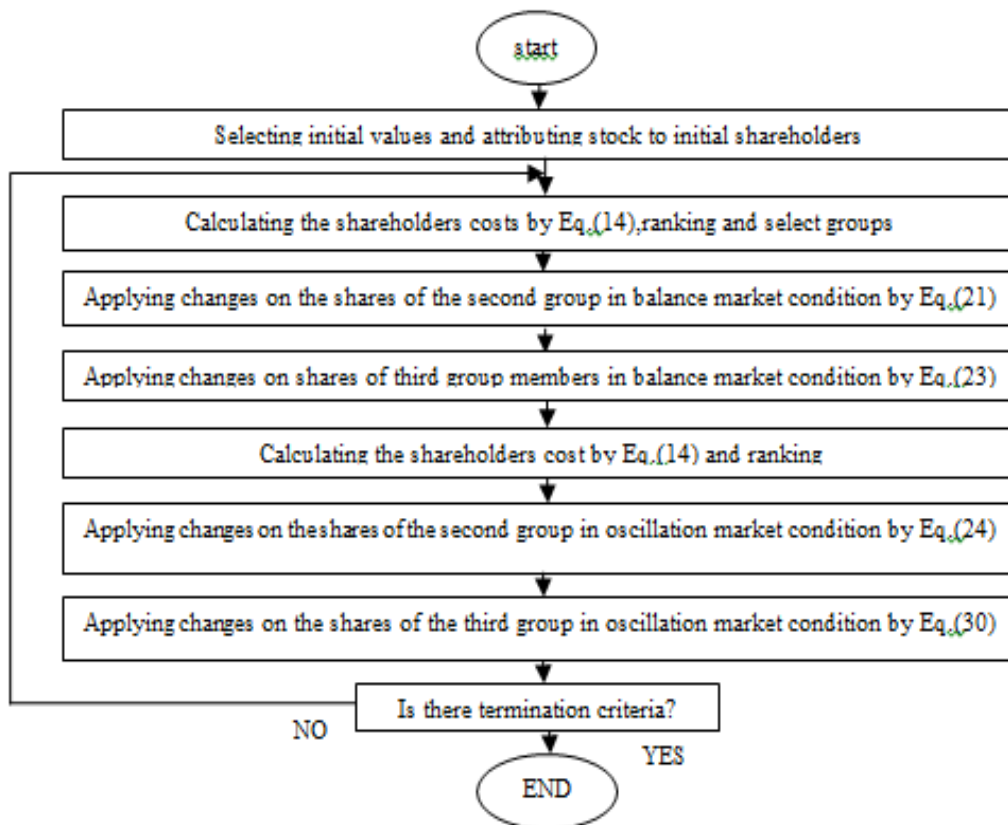 start
Selecting initial values and attributing stock to initial shareholders
Calculating the shareholders costs by Eq.(14),ranking and select groups
Applying changes on the shares of the second group in balance market condition by Eq.(21)
Applying changes on shares of third group members in balance market condition by Eq.(23)
Calculating the shareholders cost by Eq.(14) and ranking
Applying changes on the shares of the second group in oscillation market condition by Eq.(24)
Applying changes on the shares of the third group in oscillation market condition by Eq.(30)
Is there termination criteria?
NO
YES
END